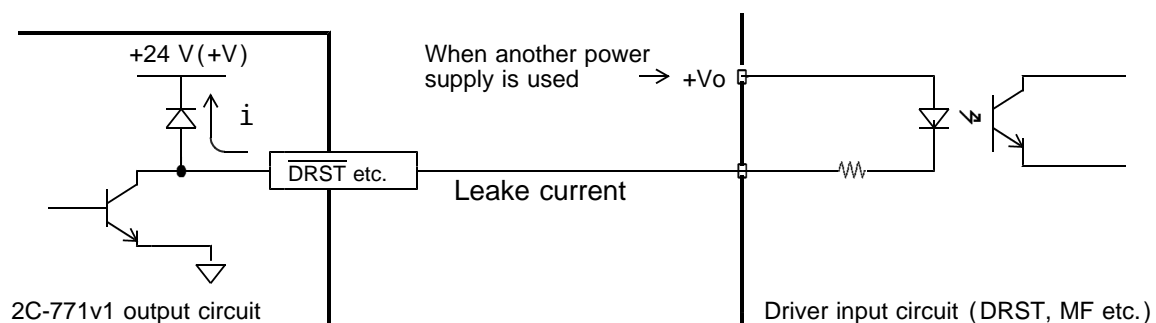 +24 V(+V)
i
When another power
supply is used
+Vo
DRST etc.
Leake current
2C-771v1 output circuit
Driver input circuit (DRST, MF etc.)